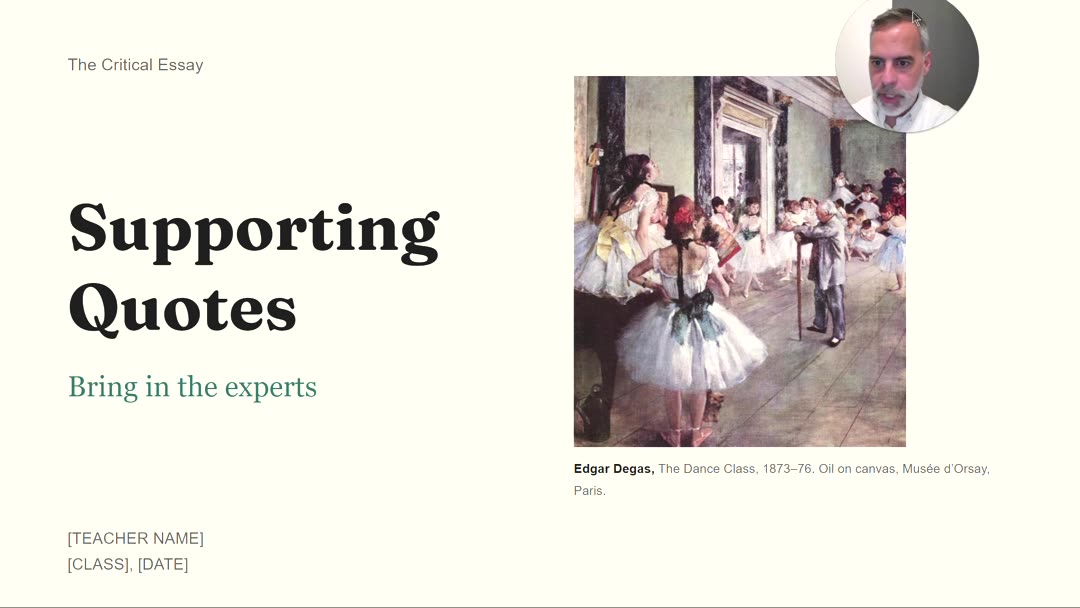 The Critical Essay
Supporting
Quotes
Bring in the experts
Edgar Degas, The Dance Class, 1873–76. Oil on canvas, Musée d’Orsay,
Paris.
[TEACHER NAME]
[CLASS], [DATE]